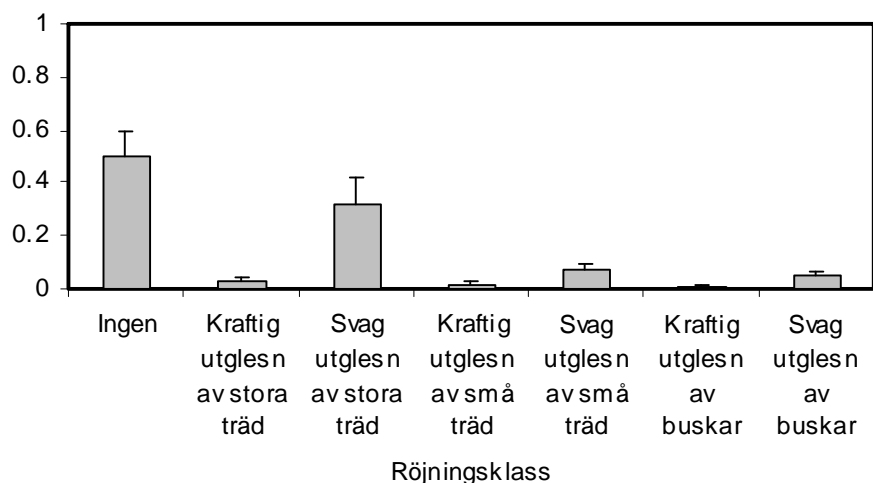 1
0.8
0.6
0.4
0.2
0
Ingen
Kraftig utglesn av stora träd
Svag utglesn av stora träd
Kraftig utglesn av små träd
Svag utglesn av små träd
Kraftig utglesn av buskar
Svag utglesn av buskar
Röjningsklass